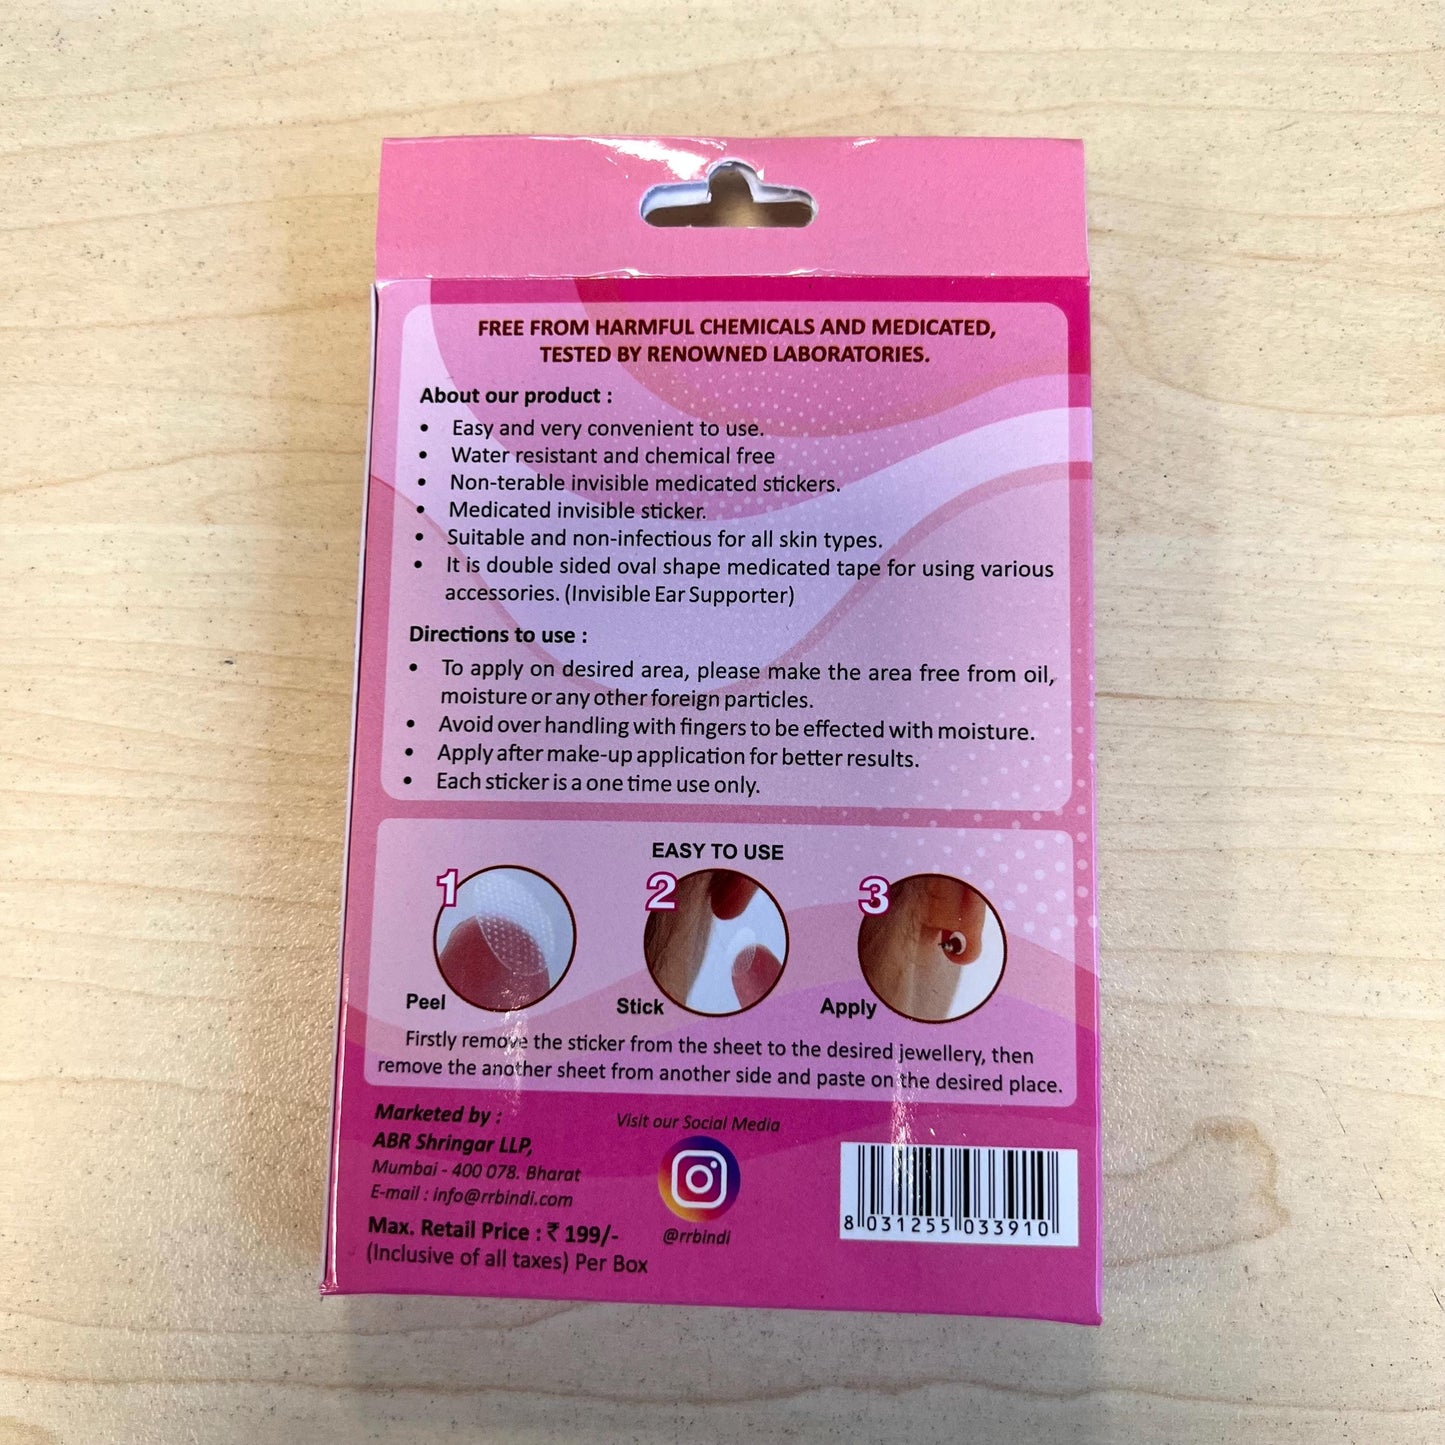 FREE FROM HARMFUL CHEMICALS AND MEDICATED,
TESTED BY RENOWNED LABORATORIES.
About our product :
• Easy and very convenient to use.
• Water resistant and chemical free
• Non-terable invisible medicated stickers.
• Medicated invisible sticker.
• Suitable and non-infectious for all skin types.
• It is double sided oval shape medicated tape for using various
accessories. (Invisible Ear Supporter)
Directions to use :
• To apply on desired area, please make the area free from oil,
moisture or any other foreign particles.
• Avoid over handling with fingers to be effected with moisture.
• Apply after make-up application for better results.
• Each sticker is a one time use only.
EASY TO USE
1 2 3
Peel Stick Apply
Firstly remove the sticker from the sheet to the desired jewellery, then
remove the another sheet from another side and paste on the desired place.
Marketed by :
ABR Shringar LLP,
Mumbai - 400 078. Bharat
E-mail : info@rrbindi.com
Max. Retail Price : ₹ 199/-
(Inclusive of all taxes) Per Box
Visit our Social Media
@rrbindi
8 031255 033910